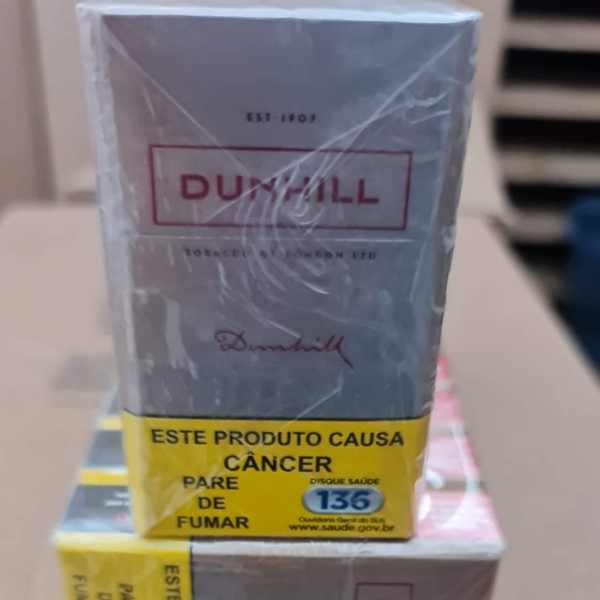 EST·1907
DUNHILL
TOBACCO OF LONDON LTD
Dunhill
ESTE PRODUTO CAUSA
CÂNCER
PARE
DE
FUMAR
DISQUE SAÚDE
136
Ouvidoria Geral do SUS
www.saude.gov.br
ESTE